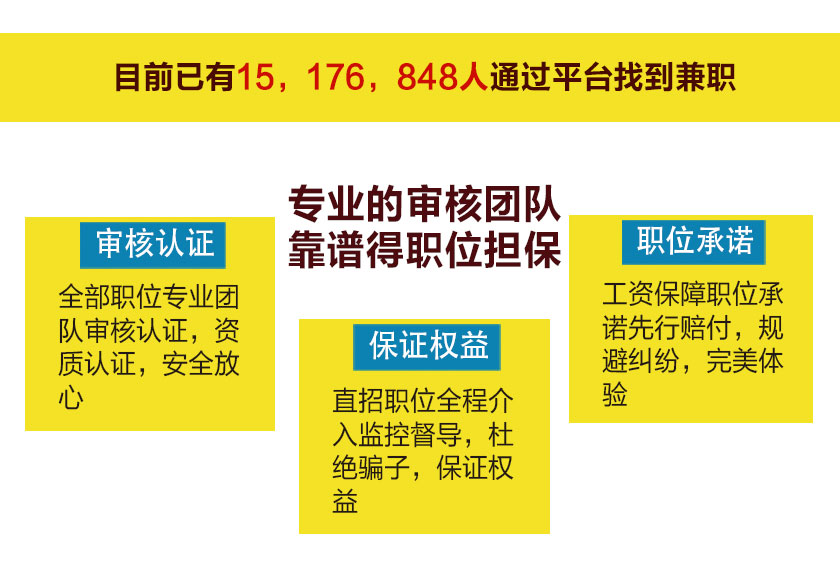 目前已有15，176，848人通过平台找到兼职
专业的审核团队
靠谱得职位担保
审核认证
全部职位专业团
队审核认证，资
质认证，安全放
心
保证权益
直招职位全程介
入监控督导，杜
绝骗子，保证权
益
职位承诺
工资保障职位承
诺先行赔付，规
避纠纷，完美体
验